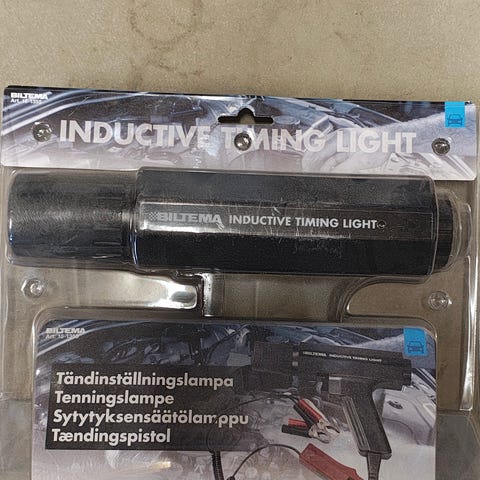 BILTEMA
INDUCTIVE TIMING LIGHT
BILTEMA INDUCTIVE TIMING LIGHT
BILTEMA
BILTEMA INDUCTIVE TIMING LIGHT
Tändinställningslampa
Tenningslampe
Sytytyksensäätölamppu
Tændingspistol